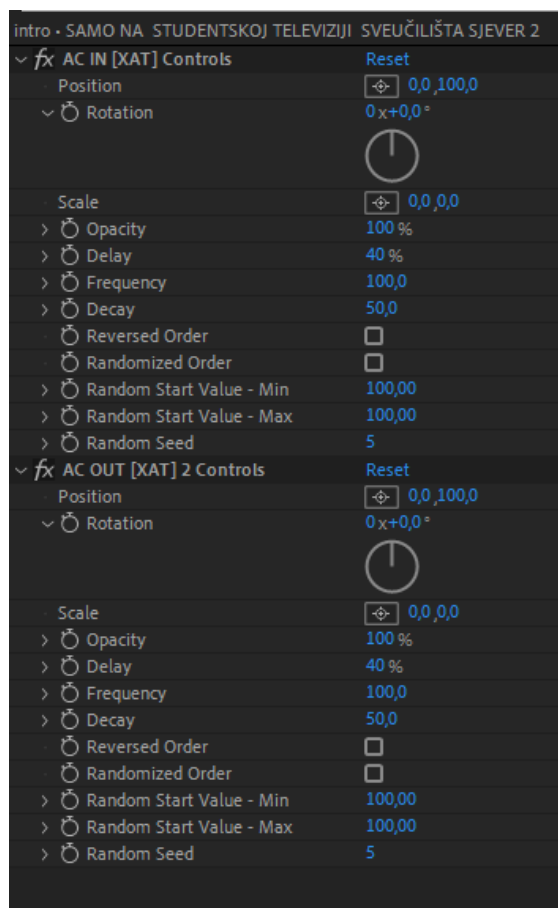 intro • SAMO NA STUDENTSKOJ TELEVIZIJI SVEUČILIŠTA SJEVER 2
fx AC IN [XAT] Controls Reset
Position 0,0 ,100,0
Rotation 0 x+0,0 °
Scale 0,0 ,0,0
Opacity 100 %
Delay 40 %
Frequency 100,0
Decay 50,0
Reversed Order
Randomized Order
Random Start Value - Min 100,00
Random Start Value - Max 100,00
Random Seed 5
fx AC OUT [XAT] 2 Controls Reset
Position 0,0 ,100,0
Rotation 0 x+0,0 °
Scale 0,0 ,0,0
Opacity 100 %
Delay 40 %
Frequency 100,0
Decay 50,0
Reversed Order
Randomized Order
Random Start Value - Min 100,00
Random Start Value - Max 100,00
Random Seed 5